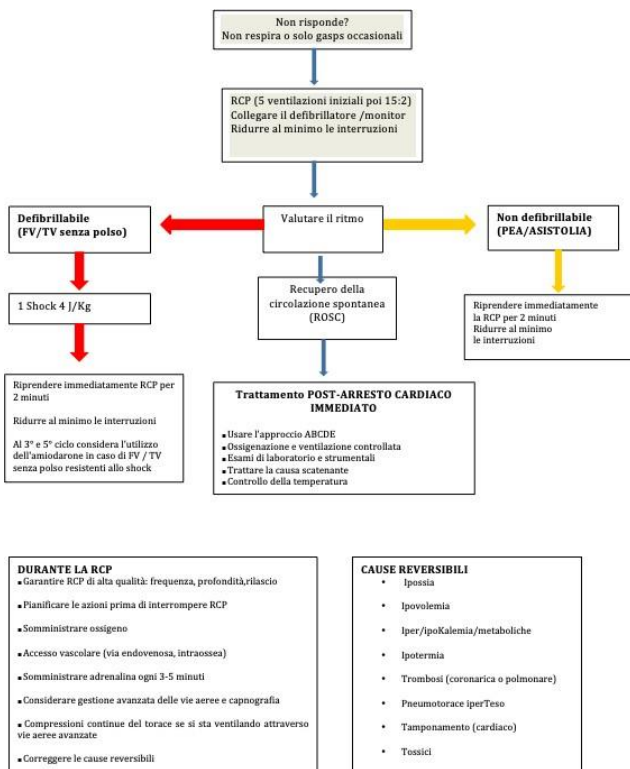 Non risponde?
Non respira o solo gasps occasionali
RCP (5 ventilazioni iniziali poi 15:2)
Collegare il defibrillatore /monitor
Ridurre al minimo le interruzioni
Defibrillabile
(FV/TV senza polso)
Valutare il ritmo
Non defibrillabile
(PEA/ASISTOLIA)
1 Shock 4 J/Kg
Recupero della
circolazione spontanea
(ROSC)
Riprendere immediatamente
la RCP per 2 minuti
Ridurre al minimo
le interruzioni
Riprendere immediatamente RCP per
2 minuti
Ridurre al minimo le interruzioni
Al 3° e 5° ciclo considera l'utilizzo
dell'amiodarone in caso di FV / TV
senza polso resistenti allo shock
Trattamento POST-ARRESTO CARDIACO
IMMEDIATO
▪Usare l'approccio ABCDE
▪Ossigenazione e ventilazione controllata
▪Esami di laboratorio e strumentali
▪Trattare la causa scatenante
▪Controllo della temperatura
DURANTE LA RCP
▪Garantire RCP di alta qualità: frequenza, profondità,rilascio
▪Pianificare le azioni prima di interrompere RCP
▪Somministrare ossigeno
▪Accesso vascolare (via endovenosa, intraossea)
▪Somministrare adrenalina ogni 3-5 minuti
▪Considerare gestione avanzata delle vie aeree e capnografia
▪Compressioni continue del torace se si sta ventilando attraverso
vie aeree avanzate
▪Correggere le cause reversibili
CAUSE REVERSIBILI
• Ipossia
• Ipovolemia
• Iper/ipoKalemia/metaboliche
• Ipotermia
• Trombosi (coronarica o polmonare)
• Pneumotorace iperTeso
• Tamponamento (cardiaco)
• Tossici